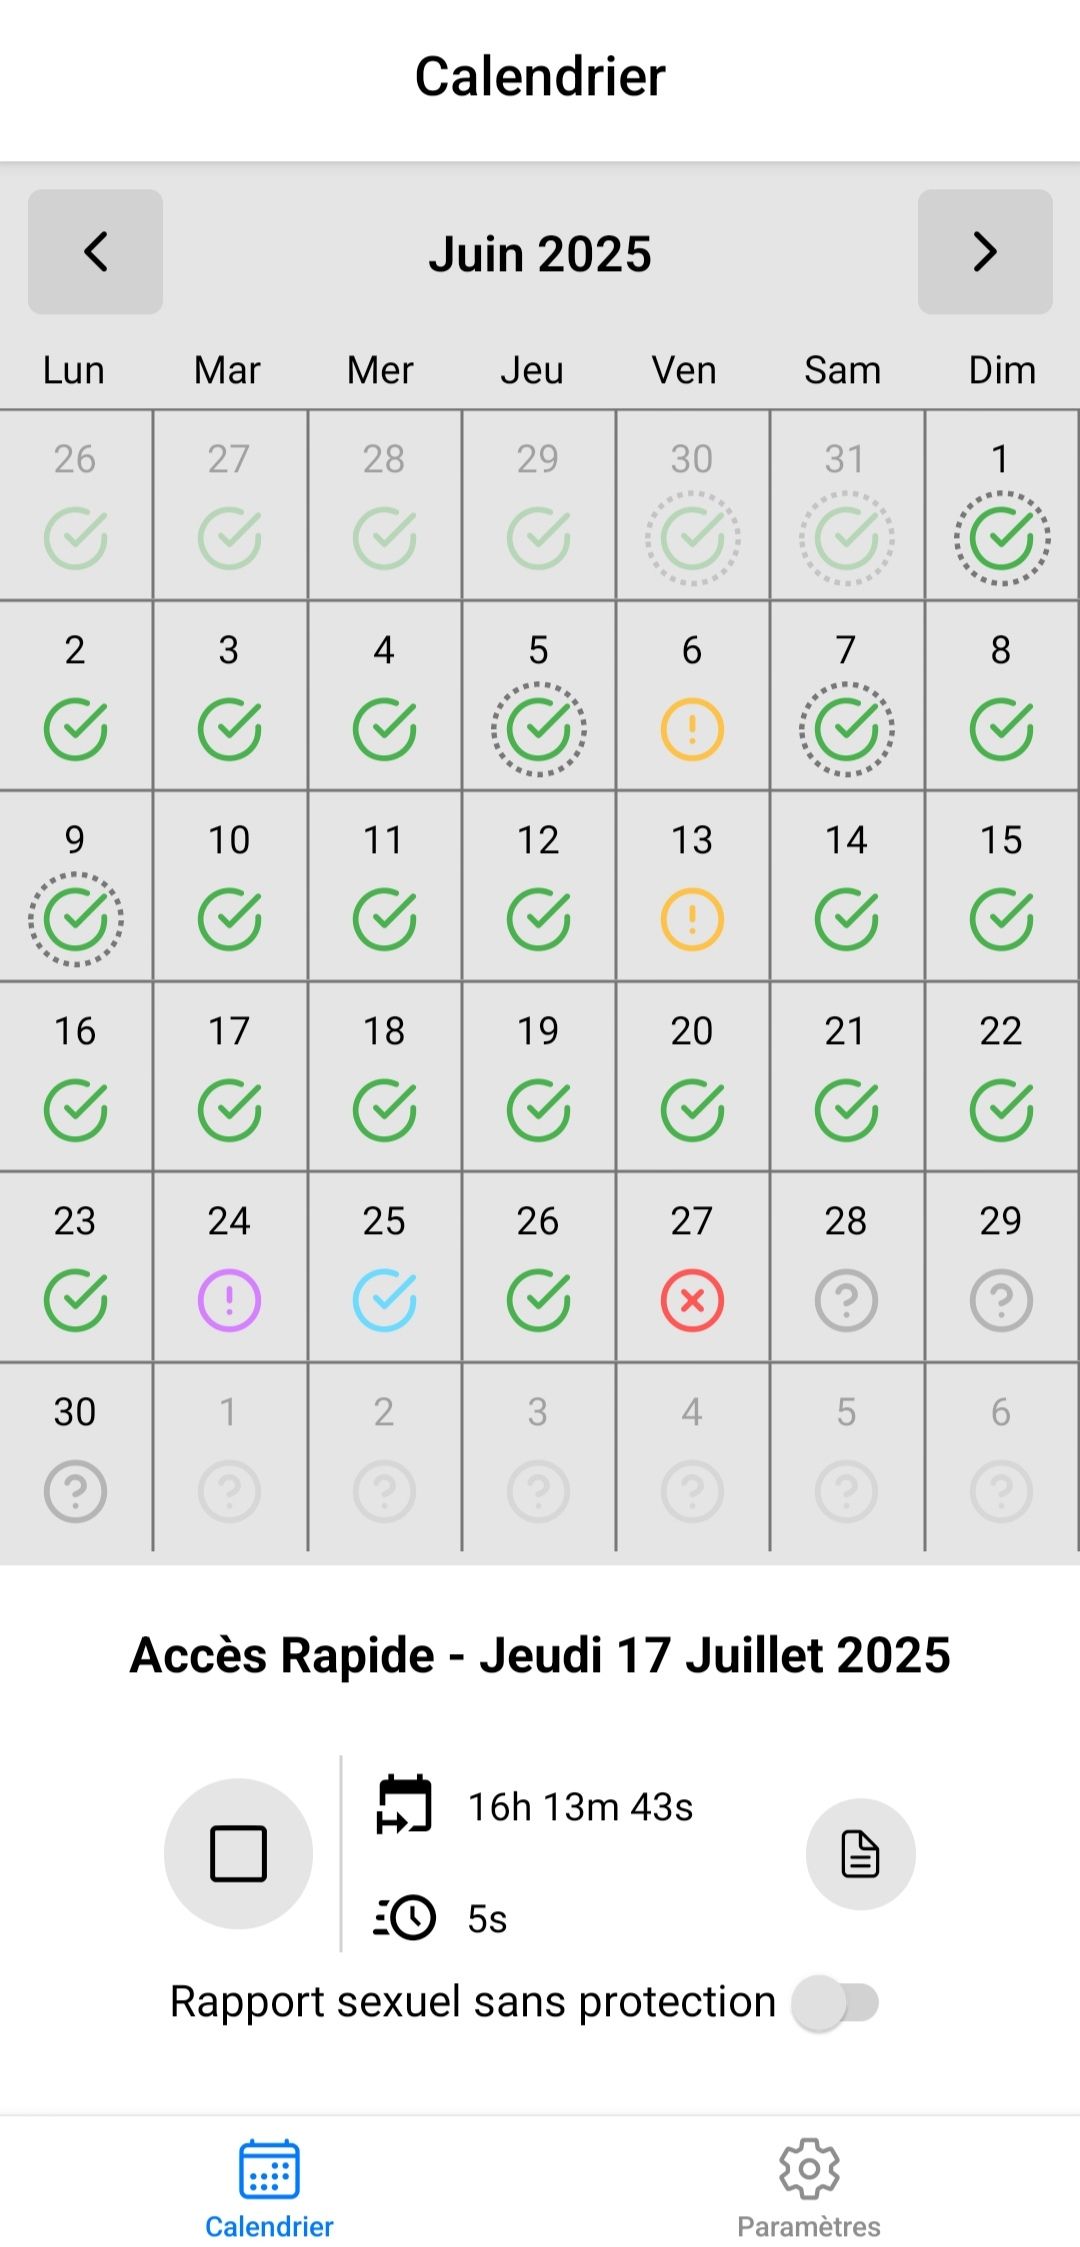 Calendrier
Juin 2025
Lun Mar Mer Jeu Ven Sam Dim
26 27 28 29 30 31 1
2 3 4 5 6 7 8
9 10 11 12 13 14 15
16 17 18 19 20 21 22
23 24 25 26 27 28 29
30 1 2 3 4 5 6
Accès Rapide - Jeudi 17 Juillet 2025
16h 13m 43s
5s
Rapport sexuel sans protection
Calendrier Paramètres